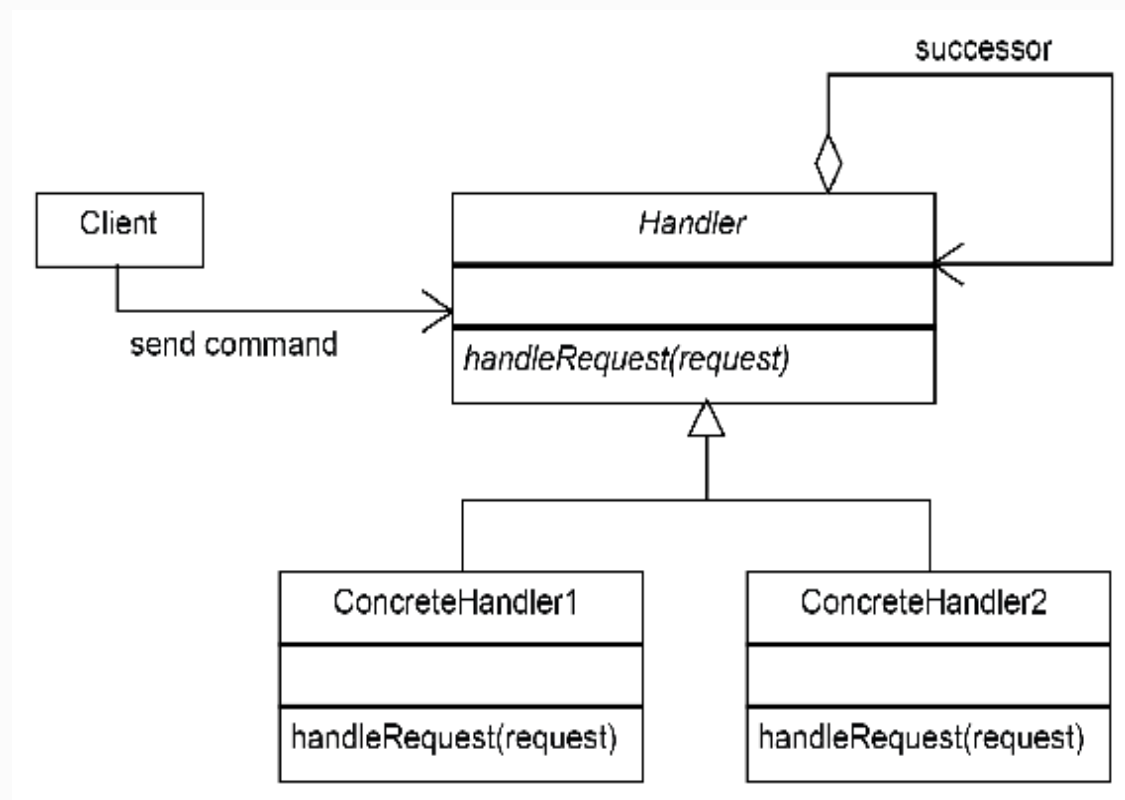 successor
Client
Handler
send command
handleRequest(request)
ConcreteHandler1
ConcreteHandler2
handleRequest(request)
handleRequest(request)